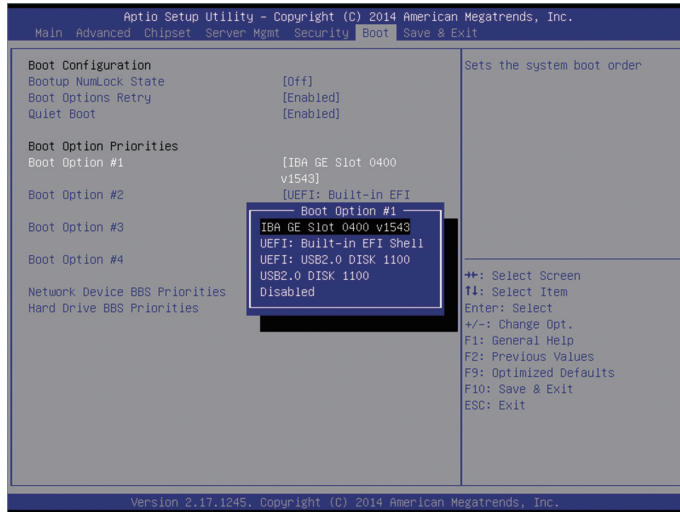 Aptio Setup Utility – Copyright (C) 2014 American Megatrends, Inc.
Main Advanced Chipset Server Mgmt Security Boot Save & Exit
Boot Configuration
Bootup NumLock State [Off]
Boot Options Retry [Enabled]
Quiet Boot [Enabled]
Boot Option Priorities
Boot Option #1 [IBA GE Slot 0400
v1543]
Boot Option #2 [UEFI: Built-in EFI
Boot Option #3
Boot Option #4
Network Device BBS Priorities
Hard Drive BBS Priorities
Boot Option #1
IBA GE Slot 0400 v1543
UEFI: Built-in EFI Shell
UEFI: USB2.0 DISK 1100
USB2.0 DISK 1100
Disabled
Sets the system boot order
→←: Select Screen
↑↓: Select Item
Enter: Select
+/-: Change Opt.
F1: General Help
F2: Previous Values
F9: Optimized Defaults
F10: Save & Exit
ESC: Exit
Version 2.17.1245. Copyright (C) 2014 American Megatrends, Inc.